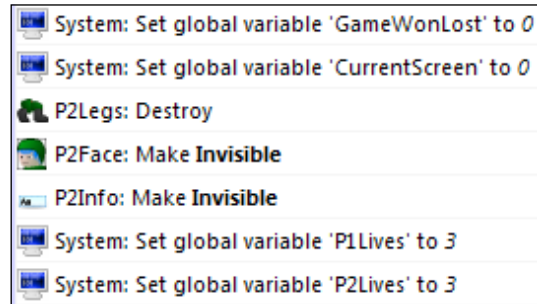 System: Set global variable 'GameWonLost' to 0
System: Set global variable 'CurrentScreen' to 0
P2Legs: Destroy
P2Face: Make Invisible
P2Info: Make Invisible
System: Set global variable 'P1Lives' to 3
System: Set global variable 'P2Lives' to 3